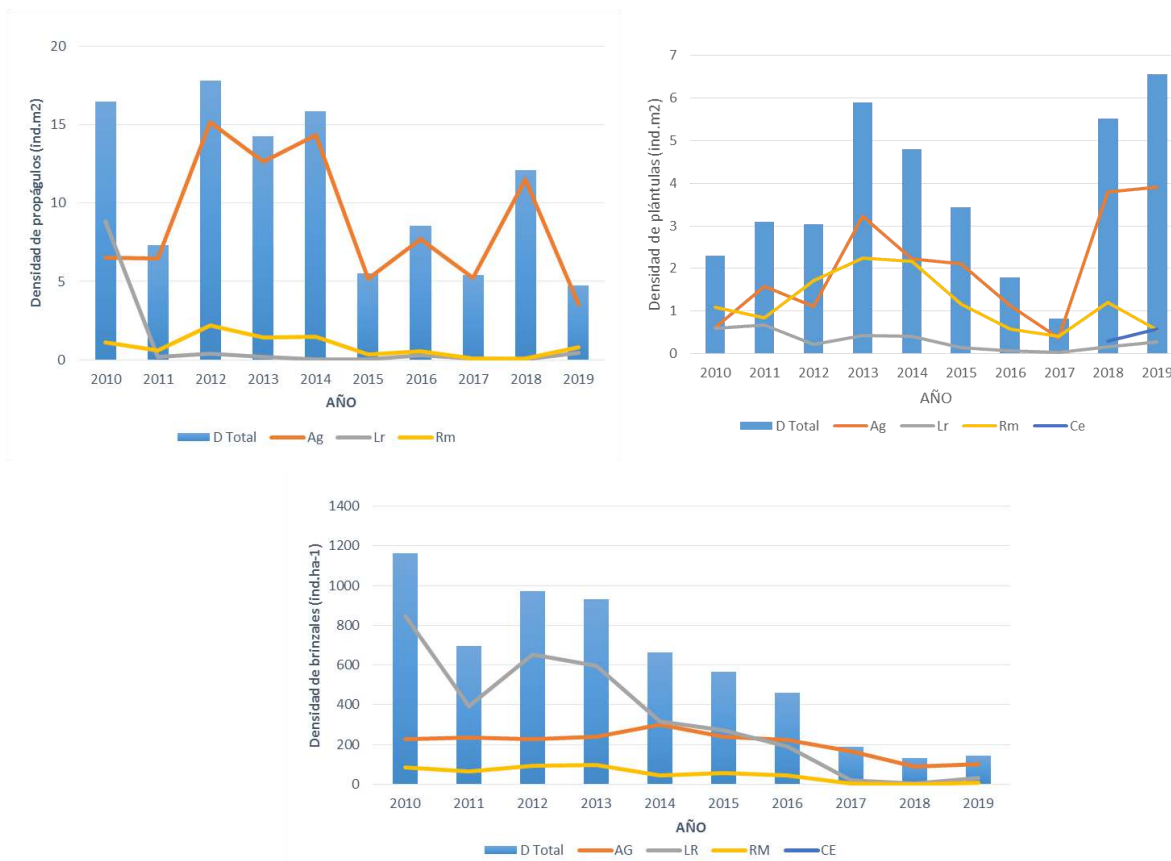 Densidad de propágulos (ind.m2)
20
15
10
5
0
2010 2011 2012 2013 2014 2015 2016 2017 2018 2019
AÑO
D Total Ag Lr Rm
Densidad de plántulas (ind.m2)
7
6
5
4
3
2
1
0
2010 2011 2012 2013 2014 2015 2016 2017 2018 2019
AÑO
D Total Ag Lr Rm Ce
Densidad de brinzales (ind.ha-1)
1400
1200
1000
800
600
400
200
0
2010 2011 2012 2013 2014 2015 2016 2017 2018 2019
AÑO
D Total AG LR RM CE